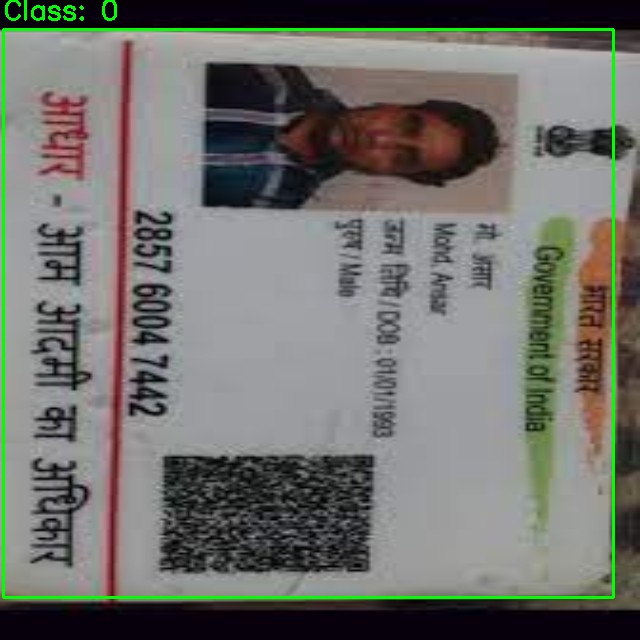 Class: 0
भारत सरकार
Government of India
मो. अंसार
Mohd. Ansar
जन्म तिथि / DOB : 01/01/1993
पुरुष / Male
2857 6004 7442
आधार - आम आदमी का अधिकार